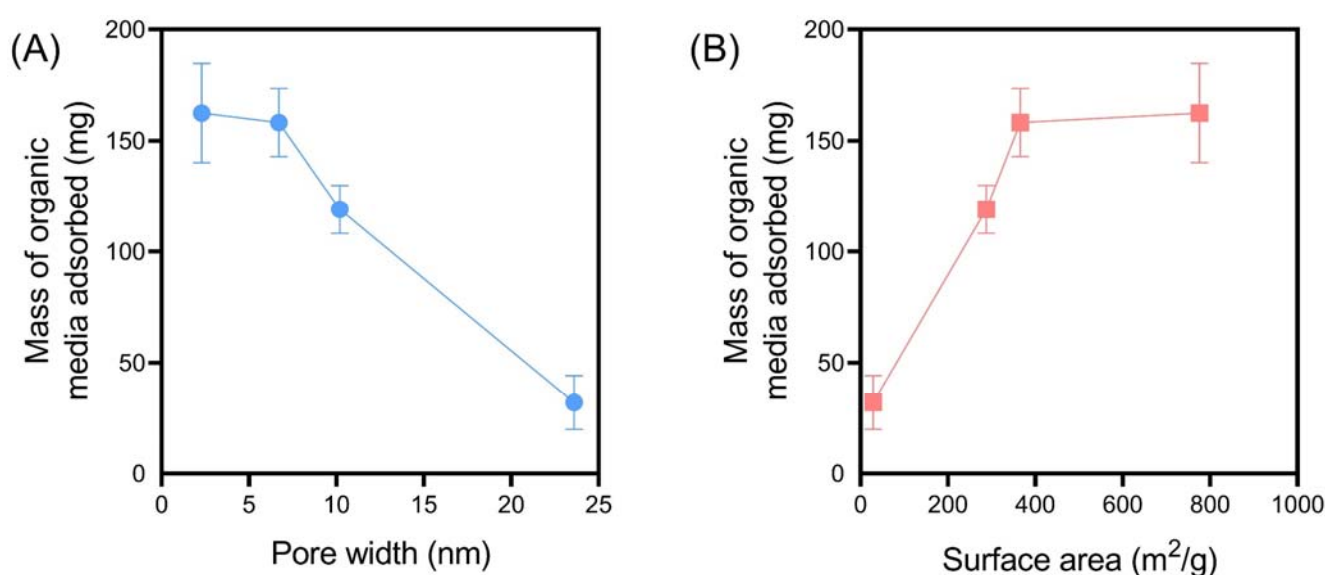 (A)
Mass of organic
media adsorbed (mg)
200
150
100
50
0
0 5 10 15 20 25
Pore width (nm)
(B)
Mass of organic
media adsorbed (mg)
200
150
100
50
0
0 200 400 600 800 1000
Surface area (m²/g)